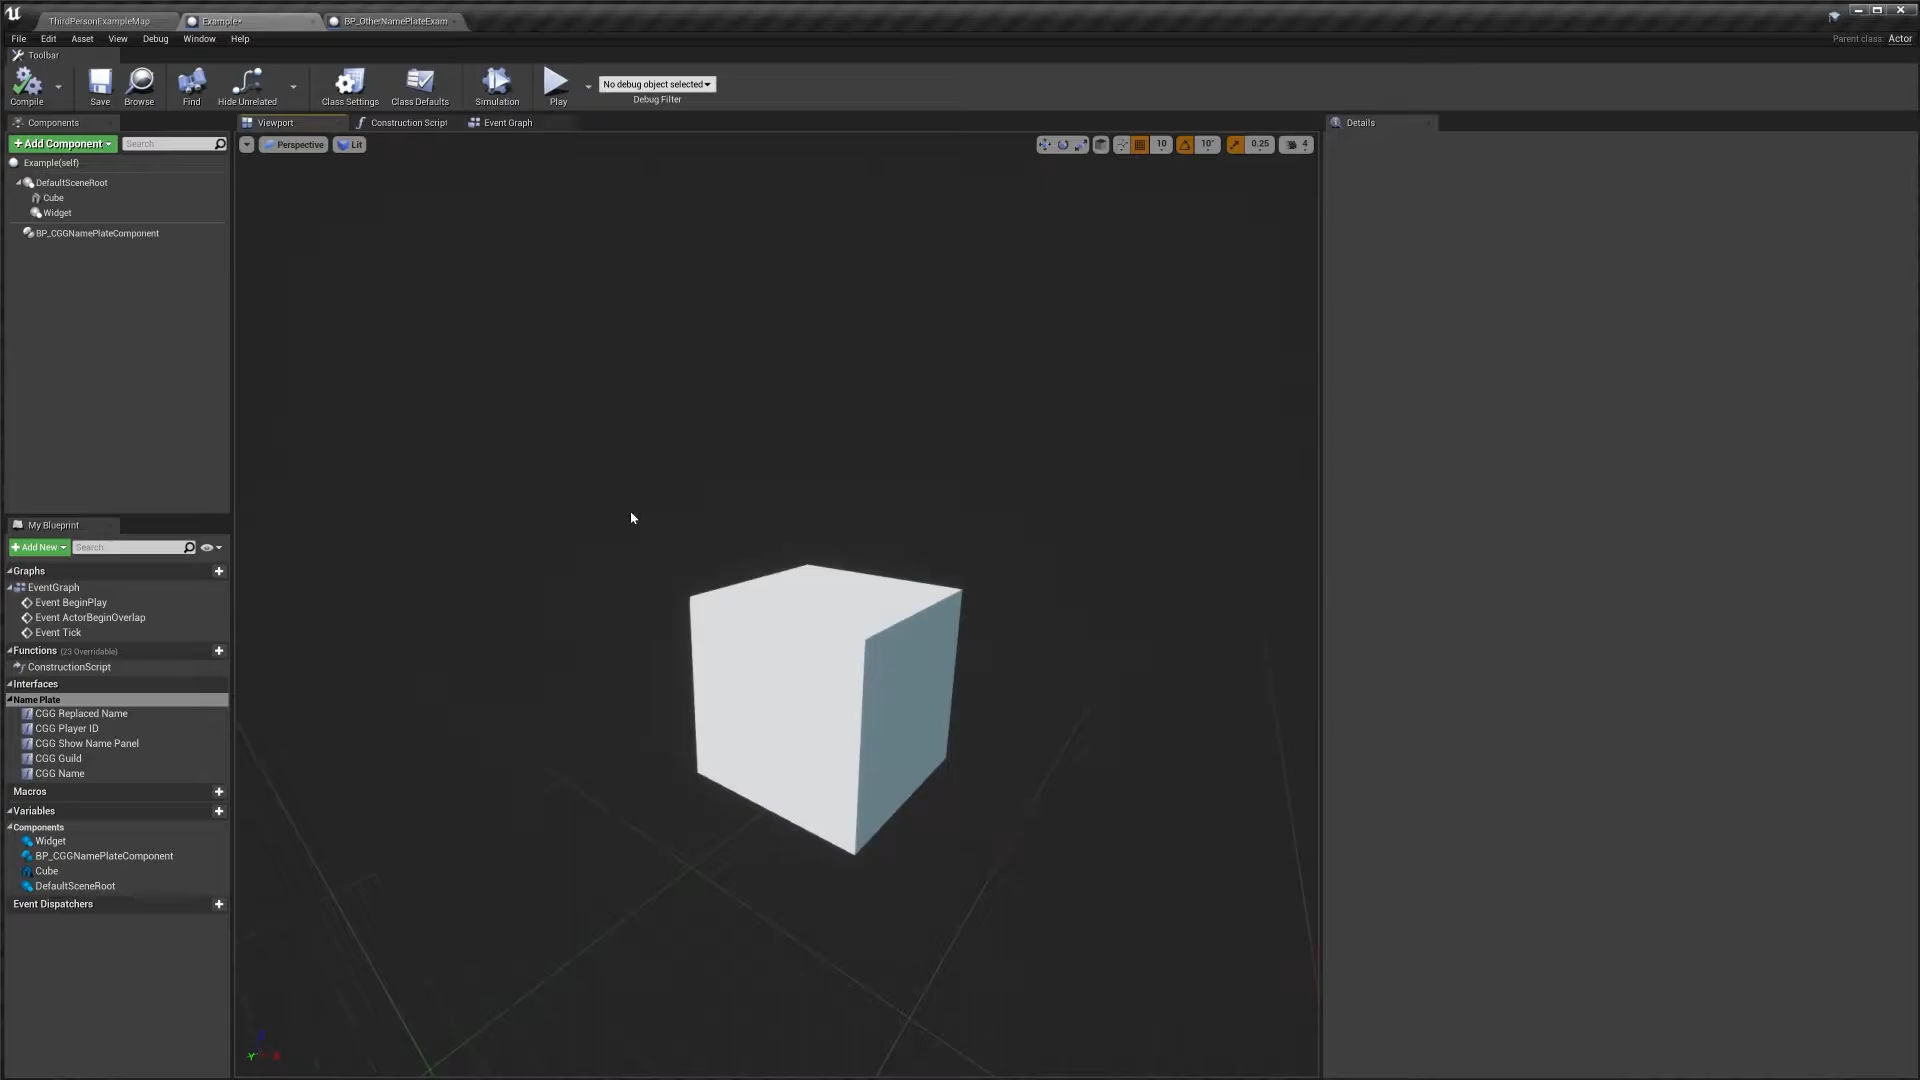 ThirdPersonExampleMap
Example*
BP_OtherNamePlateExam
File Edit Asset View Debug Window Help
Parent class: Actor
Toolbar
Compile
Save
Browse
Find
Hide Unrelated
Class Settings
Class Defaults
Simulation
Play
No debug object selected
Debug Filter
Components
Viewport
Construction Script
Event Graph
Details
+ Add Component
Search
Perspective
Lit
10
10°
0.25
4
Example(self)
DefaultSceneRoot
Cube
Widget
BP_CGGNamePlateComponent
My Blueprint
+ Add New
Search
Graphs
EventGraph
Event BeginPlay
Event ActorBeginOverlap
Event Tick
Functions (23 Overridable)
ConstructionScript
Interfaces
Name Plate
CGG Replaced Name
CGG Player ID
CGG Show Name Panel
CGG Guild
CGG Name
Macros
Variables
Components
Widget
BP_CGGNamePlateComponent
Cube
DefaultSceneRoot
Event Dispatchers